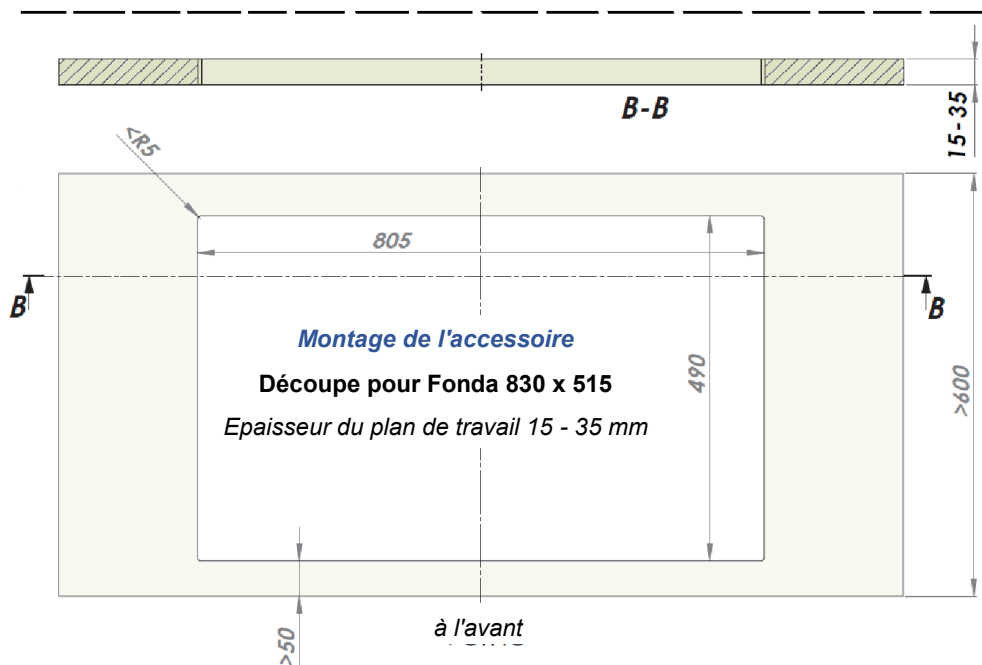 B-B
15-35
<R5
805
B
B
Montage de l'accessoire
Découpe pour Fonda 830 x 515
Epaisseur du plan de travail 15 - 35 mm
490
>600
>50
à l'avant